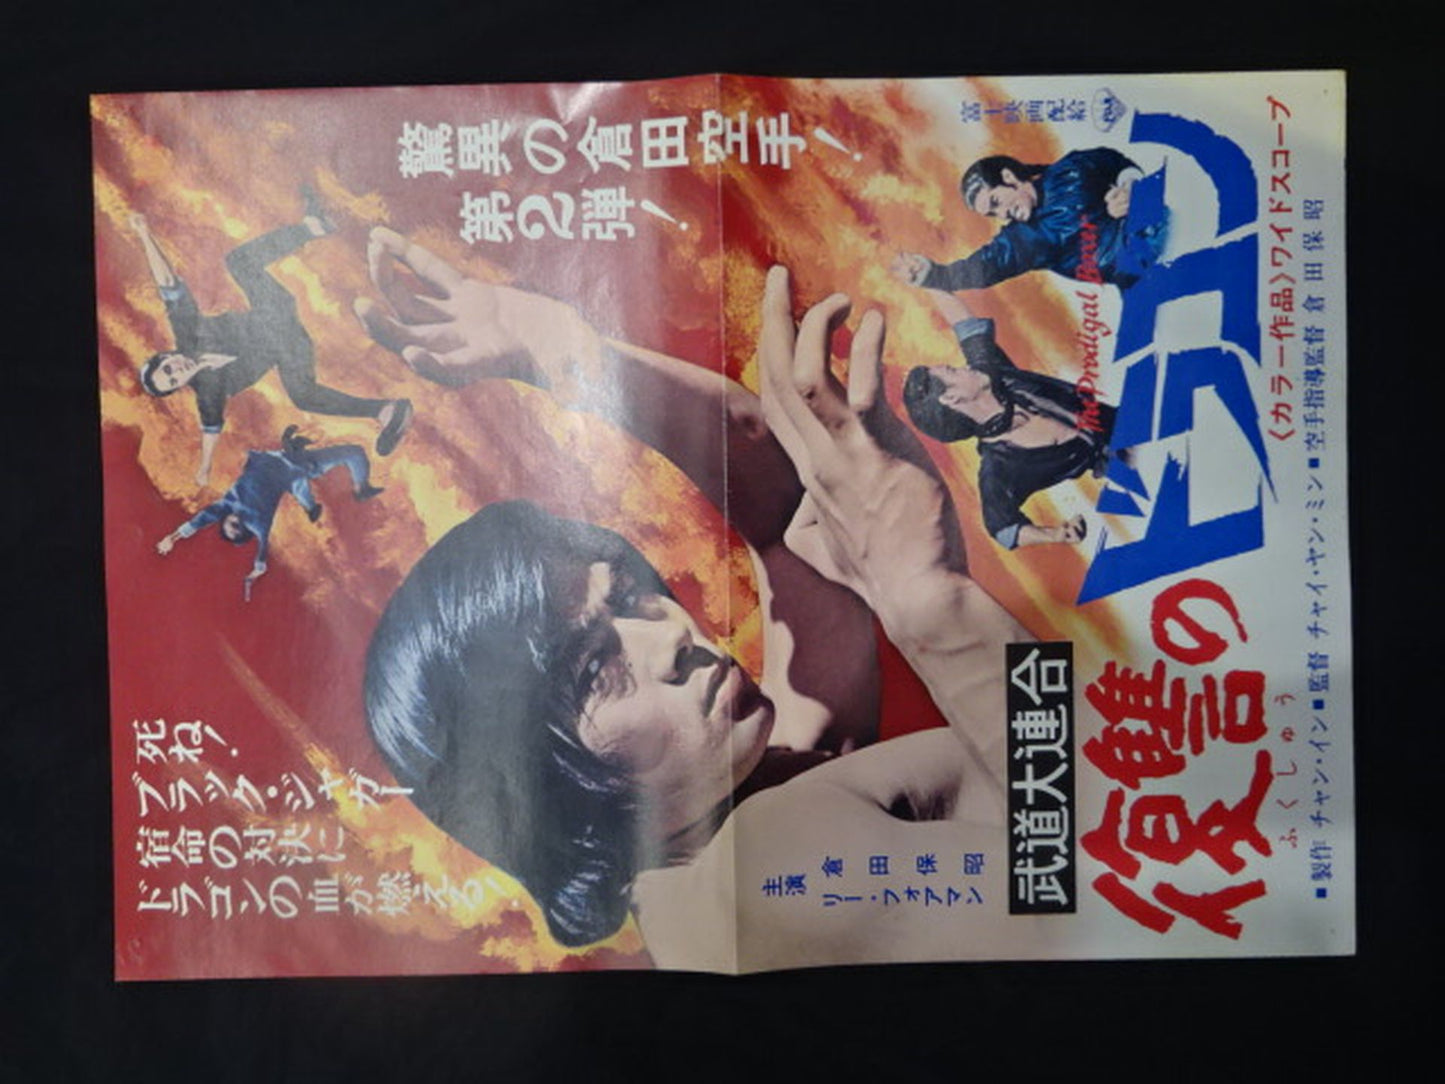 驚異の倉田空手!
第2弾!
死ね!
ブラック・ジャガー
宿命の対決に
ドラゴンの血が燃える!
主演
倉田保昭
リー・フォアマン
富士映画配給
FUJI
The Prodigal Boxer
武道大連合
復讐の
ふくしゅう
ドラゴン
〈カラー作品〉ワイドスコープ
■製作 チャン・イン■監督 チャイ・ヤン・ミン■空手指導監督 倉田保昭